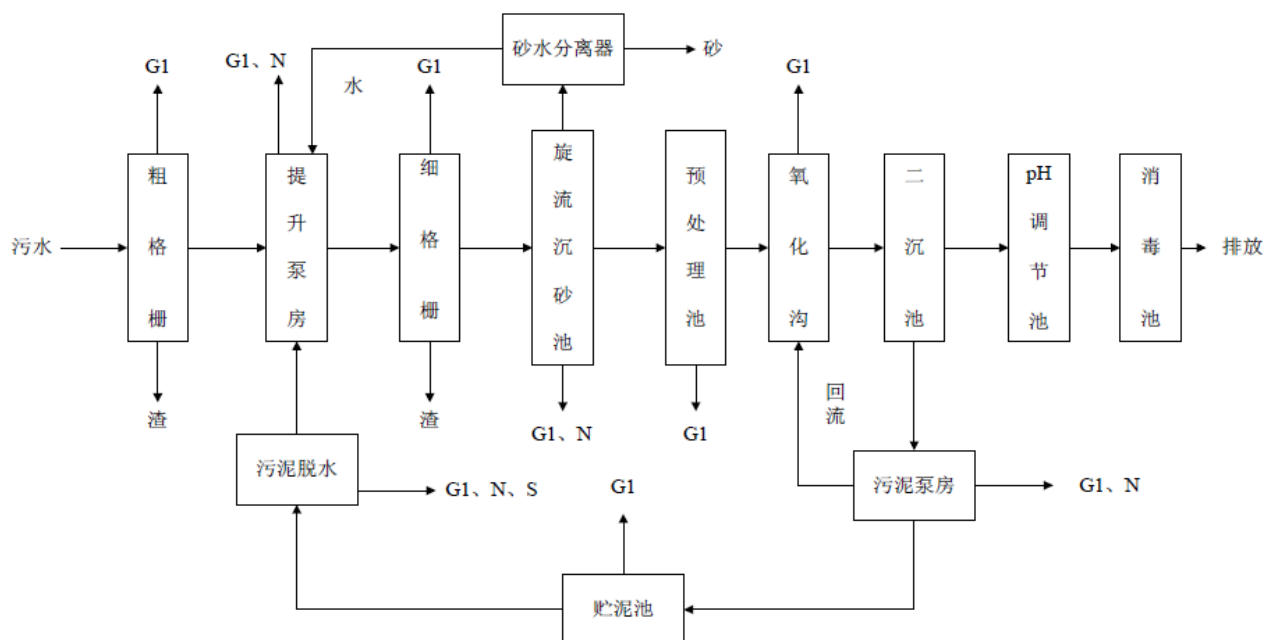 砂水分离器
砂
G1
G1、N
水
G1
G1
污水
粗格栅
提升泵房
细格栅
旋流沉砂池
预处理池
氧化沟
二沉池
pH调节池
消毒池
排放
渣
渣
G1、N
G1
回流
污泥脱水
G1、N、S
G1
污泥泵房
G1、N
贮泥池